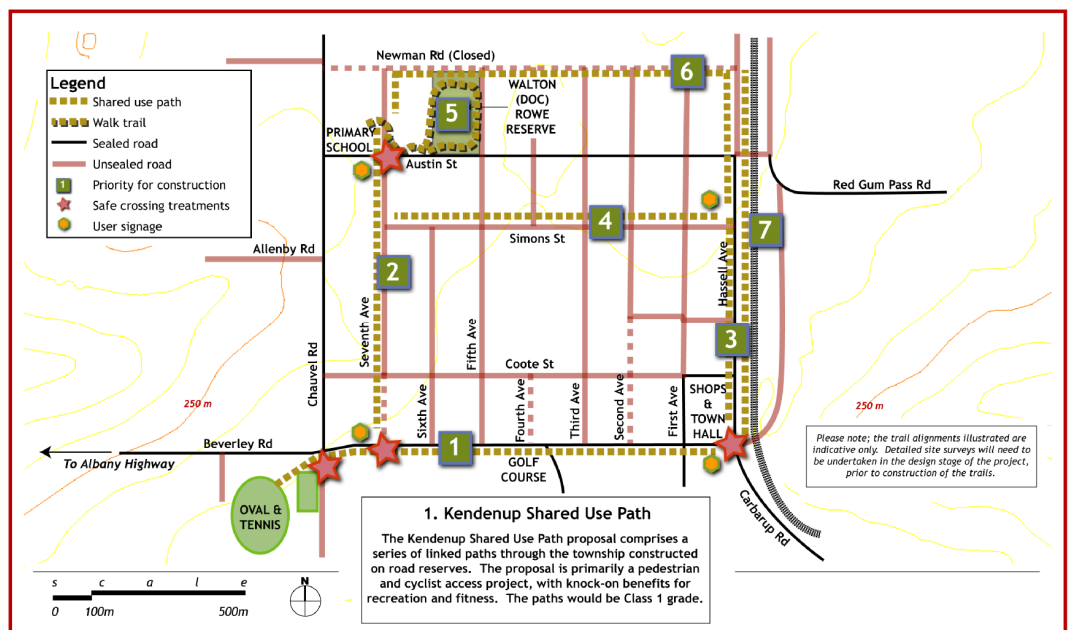 Newman Rd (Closed)
6
Legend
Shared use path
Walk trail
Sealed road
Unsealed road
1 Priority for construction
Safe crossing treatments
User signage
5
WALTON
(DOC)
ROWE
RESERVE
PRIMARY
SCHOOL
Austin St
Red Gum Pass Rd
4
7
Simons St
Allenby Rd
2
Hassell Ave
3
Seventh Ave
Fifth Ave
Chauvel Rd
Coote St
Sixth Ave
Fourth Ave
Third Ave
Second Ave
First Ave
SHOPS
&
TOWN
HALL
250 m
250 m
Beverley Rd
To Albany Highway
1
GOLF
COURSE
Please note; the trail alignments illustrated are
indicative only. Detailed site surveys will need to
be undertaken in the design stage of the project,
prior to construction of the trails.
OVAL &
TENNIS
Carbarup Rd
1. Kendenup Shared Use Path
The Kendenup Shared Use Path proposal comprises a
series of linked paths through the township constructed
on road reserves. The proposal is primarily a pedestrian
and cyclist access project, with knock-on benefits for
recreation and fitness. The paths would be Class 1 grade.
s c a l e
0 100m 500m
N